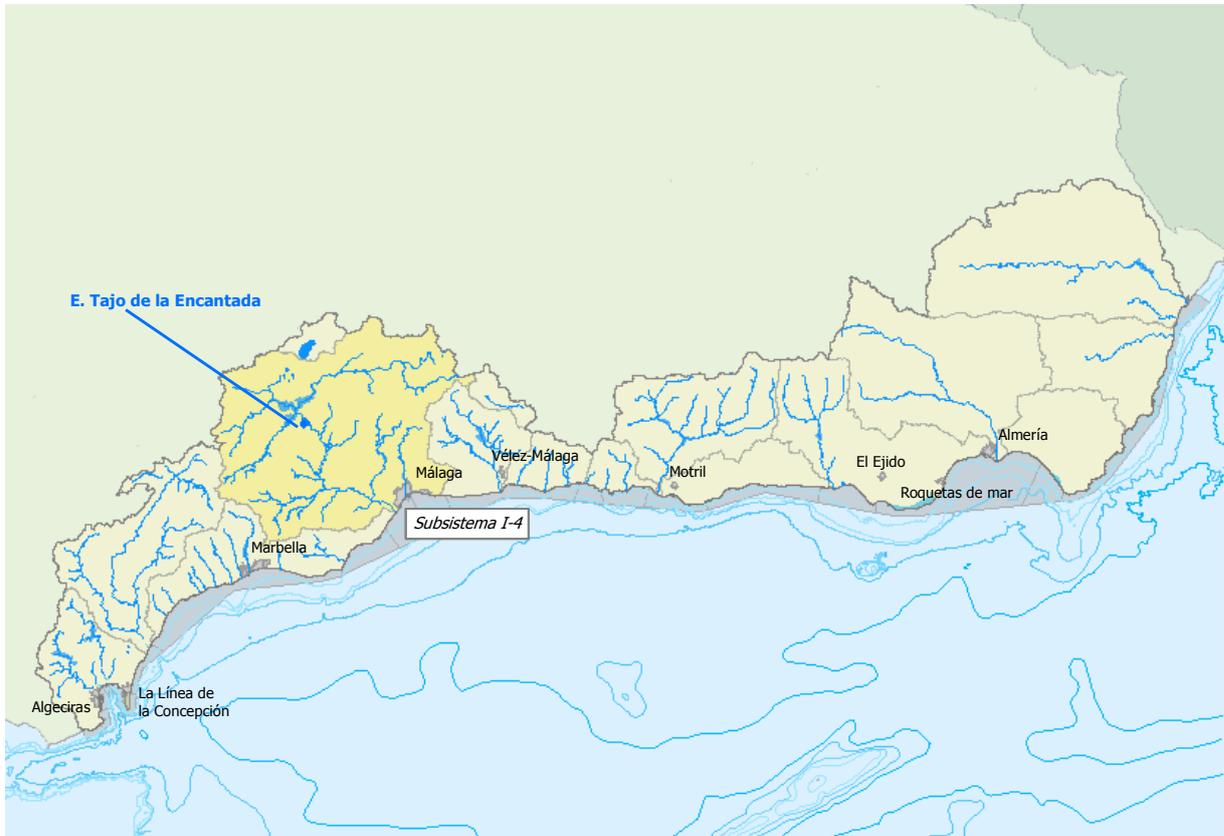 E. Tajo de la Encantada
Almería
Vélez-Málaga
El Ejido
Málaga
Motril
Roquetas de mar
Subsistema I-4
Marbella
La Línea de
la Concepción
Algeciras